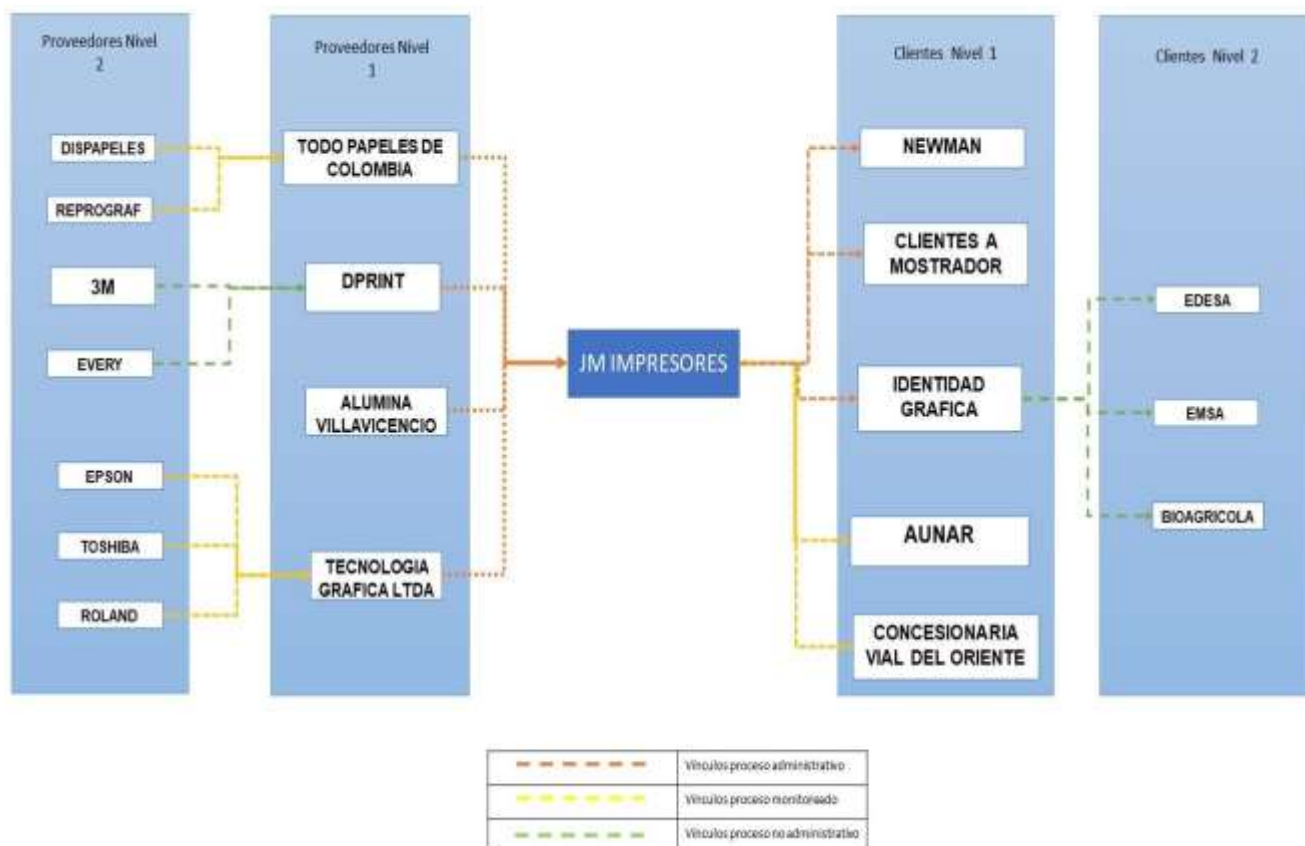 Proveedores Nivel
2
DISPAPELES
REPROGRAF
3M
EVERY
EPSON
TOSHIBA
ROLAND
Proveedores Nivel
1
TODO PAPELES DE
COLOMBIA
DPRINT
ALUMINA
VILLAVICENCIO
TECNOLOGIA
GRAFICA LTDA
JM IMPRESORES
Clientes Nivel 1
NEWMAN
CLIENTES A
MOSTRADOR
IDENTIDAD
GRAFICA
AUNAR
CONCESIONARIA
VIAL DEL ORIENTE
Clientes Nivel 2
EDESA
EMSA
BIOAGRICOLA
Vínculos proceso administrativo
Vínculos proceso monitoreado
Vínculos proceso no administrativo